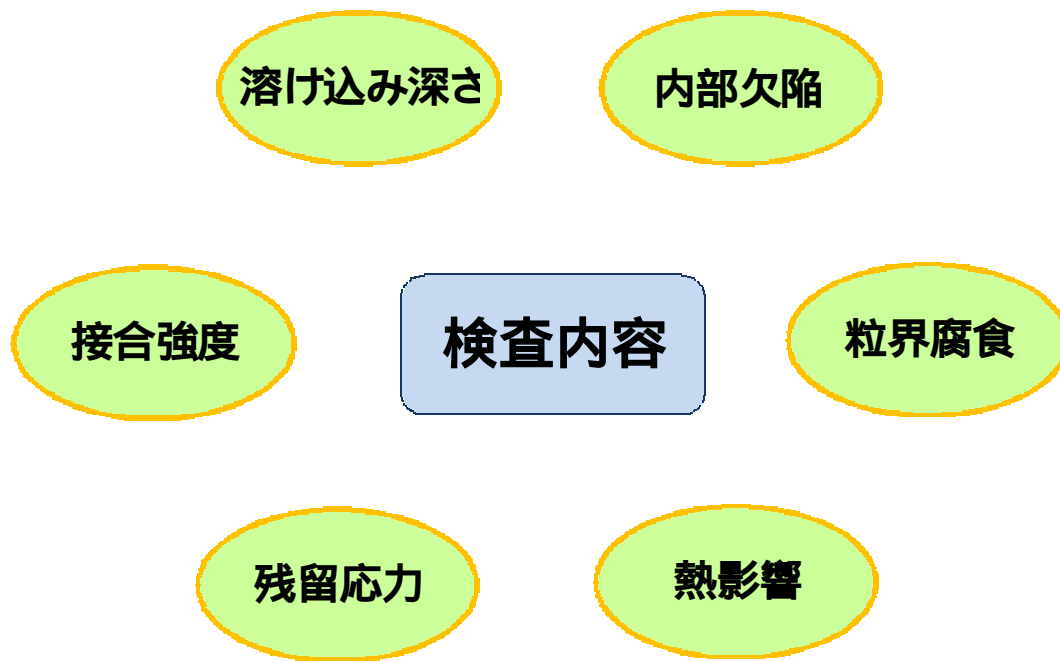 溶け込み深さ
内部欠陥
接合強度
検査内容
粒界腐食
残留応力
熱影響